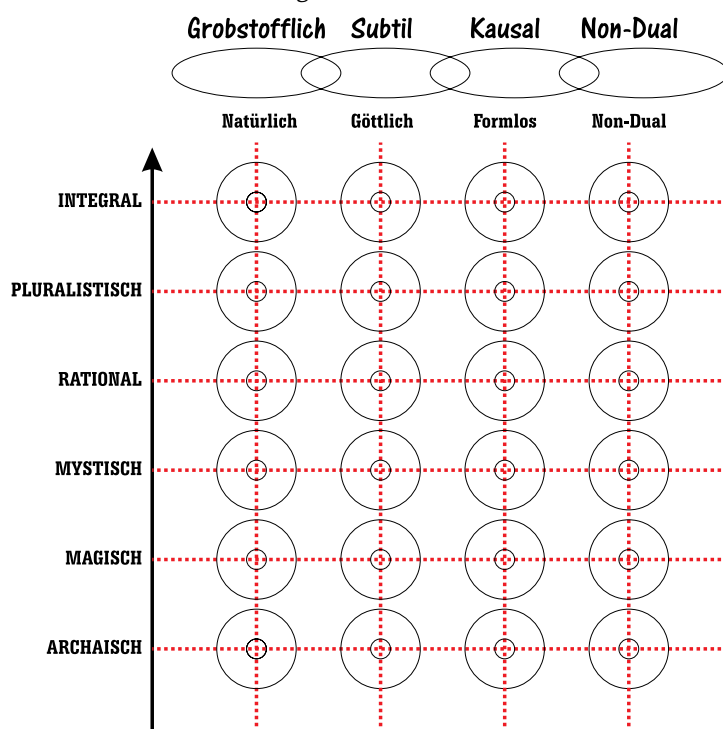 Grobstofflich Subtil Kausal Non-Dual
Natürlich Göttlich Formlos Non-Dual
INTEGRAL
PLURALISTISCH
RATIONAL
MYSTISCH
MAGISCH
ARCHAISCH